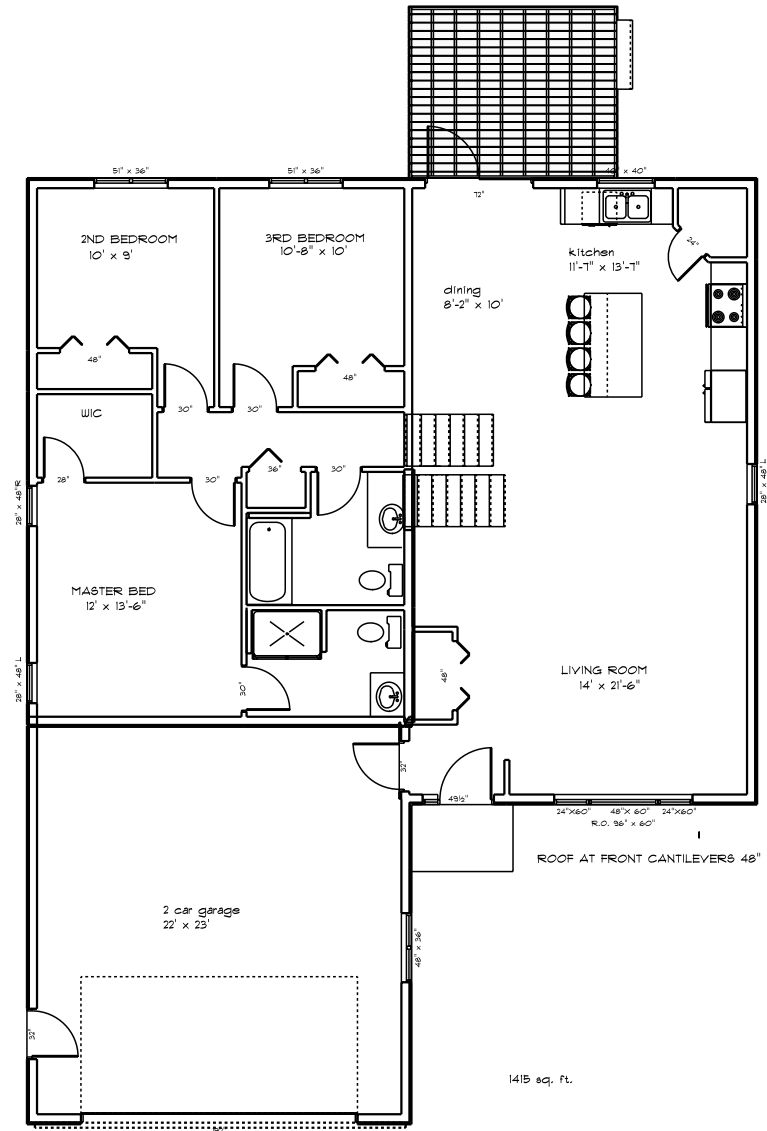 51" x 36"
51" x 36"
72"
2ND BEDROOM
10' x 9'
3RD BEDROOM
10'-8" x 10'
24"
kitchen
11'-7" x 13'-7"
dining
8'-2" x 10'
48"
48"
WIC
30"
30"
28"
30"
36"
30"
28" x 48"R
28" x 48" L
MASTER BED
12' x 13'-6"
28" x 48" L
30"
48"
LIVING ROOM
14' x 21'-6"
32"
49½"
24"X60"
48"X 60"
24"X60"
R.O. 96" x 60"
ROOF AT FRONT CANTILEVERS 48"
2 car garage
22' x 23'
48" x 36"
32"
1415 sq. ft.